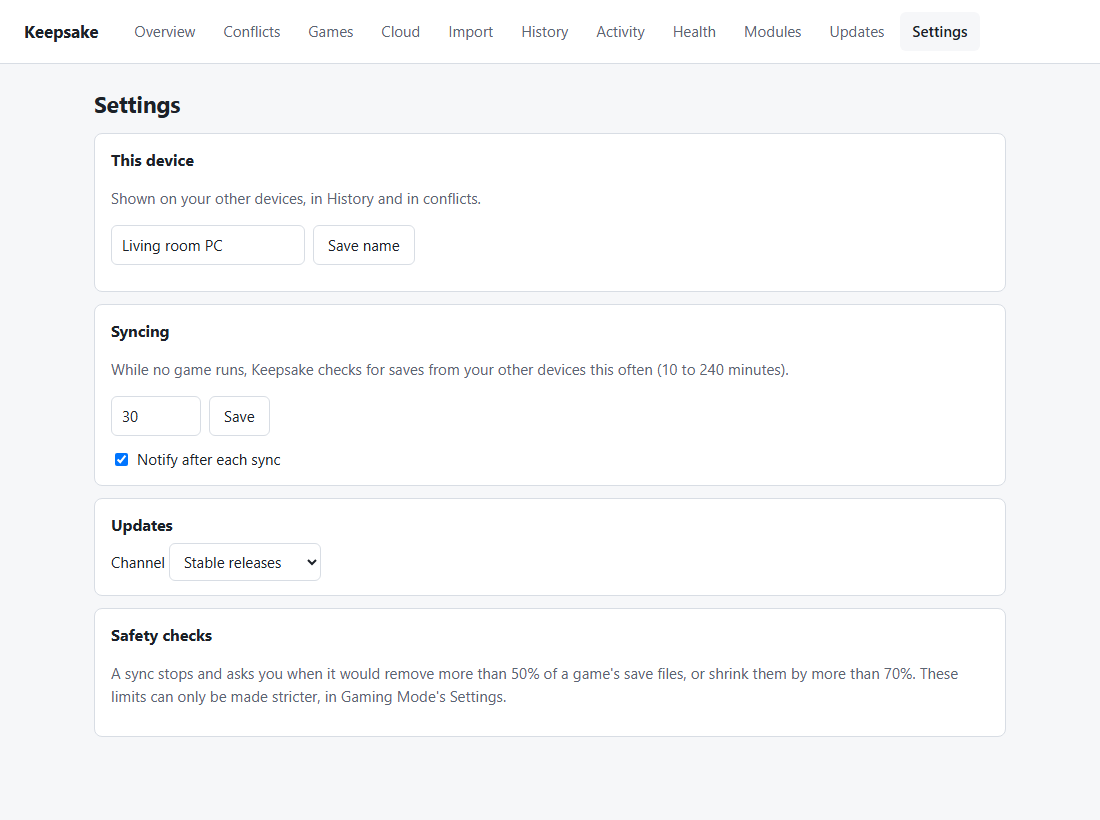 Keepsake Overview Conflicts Games Cloud Import History Activity Health Modules Updates Settings
Settings
This device
Shown on your other devices, in History and in conflicts.
Living room PC Save name
Syncing
While no game runs, Keepsake checks for saves from your other devices this often (10 to 240 minutes).
30 Save
Notify after each sync
Updates
Channel Stable releases
Safety checks
A sync stops and asks you when it would remove more than 50% of a game's save files, or shrink them by more than 70%. These
limits can only be made stricter, in Gaming Mode's Settings.